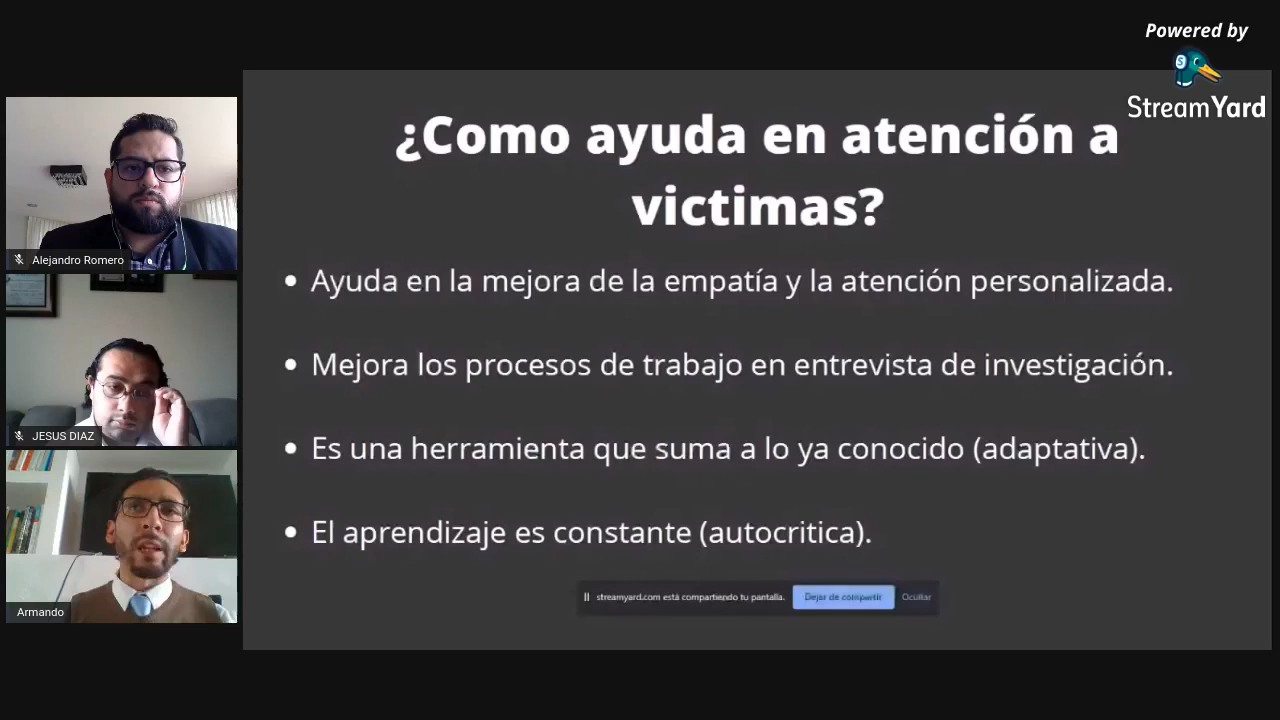 Powered by
StreamYard
¿Como ayuda en atención a
victimas?
• Ayuda en la mejora de la empatía y la atención personalizada.
• Mejora los procesos de trabajo en entrevista de investigación.
• Es una herramienta que suma a lo ya conocido (adaptativa).
• El aprendizaje es constante (autocritica).
streamyard.com está compartiendo tu pantalla. Dejar de compartir Ocultar
Alejandro Romero
JESUS DIAZ
Armando